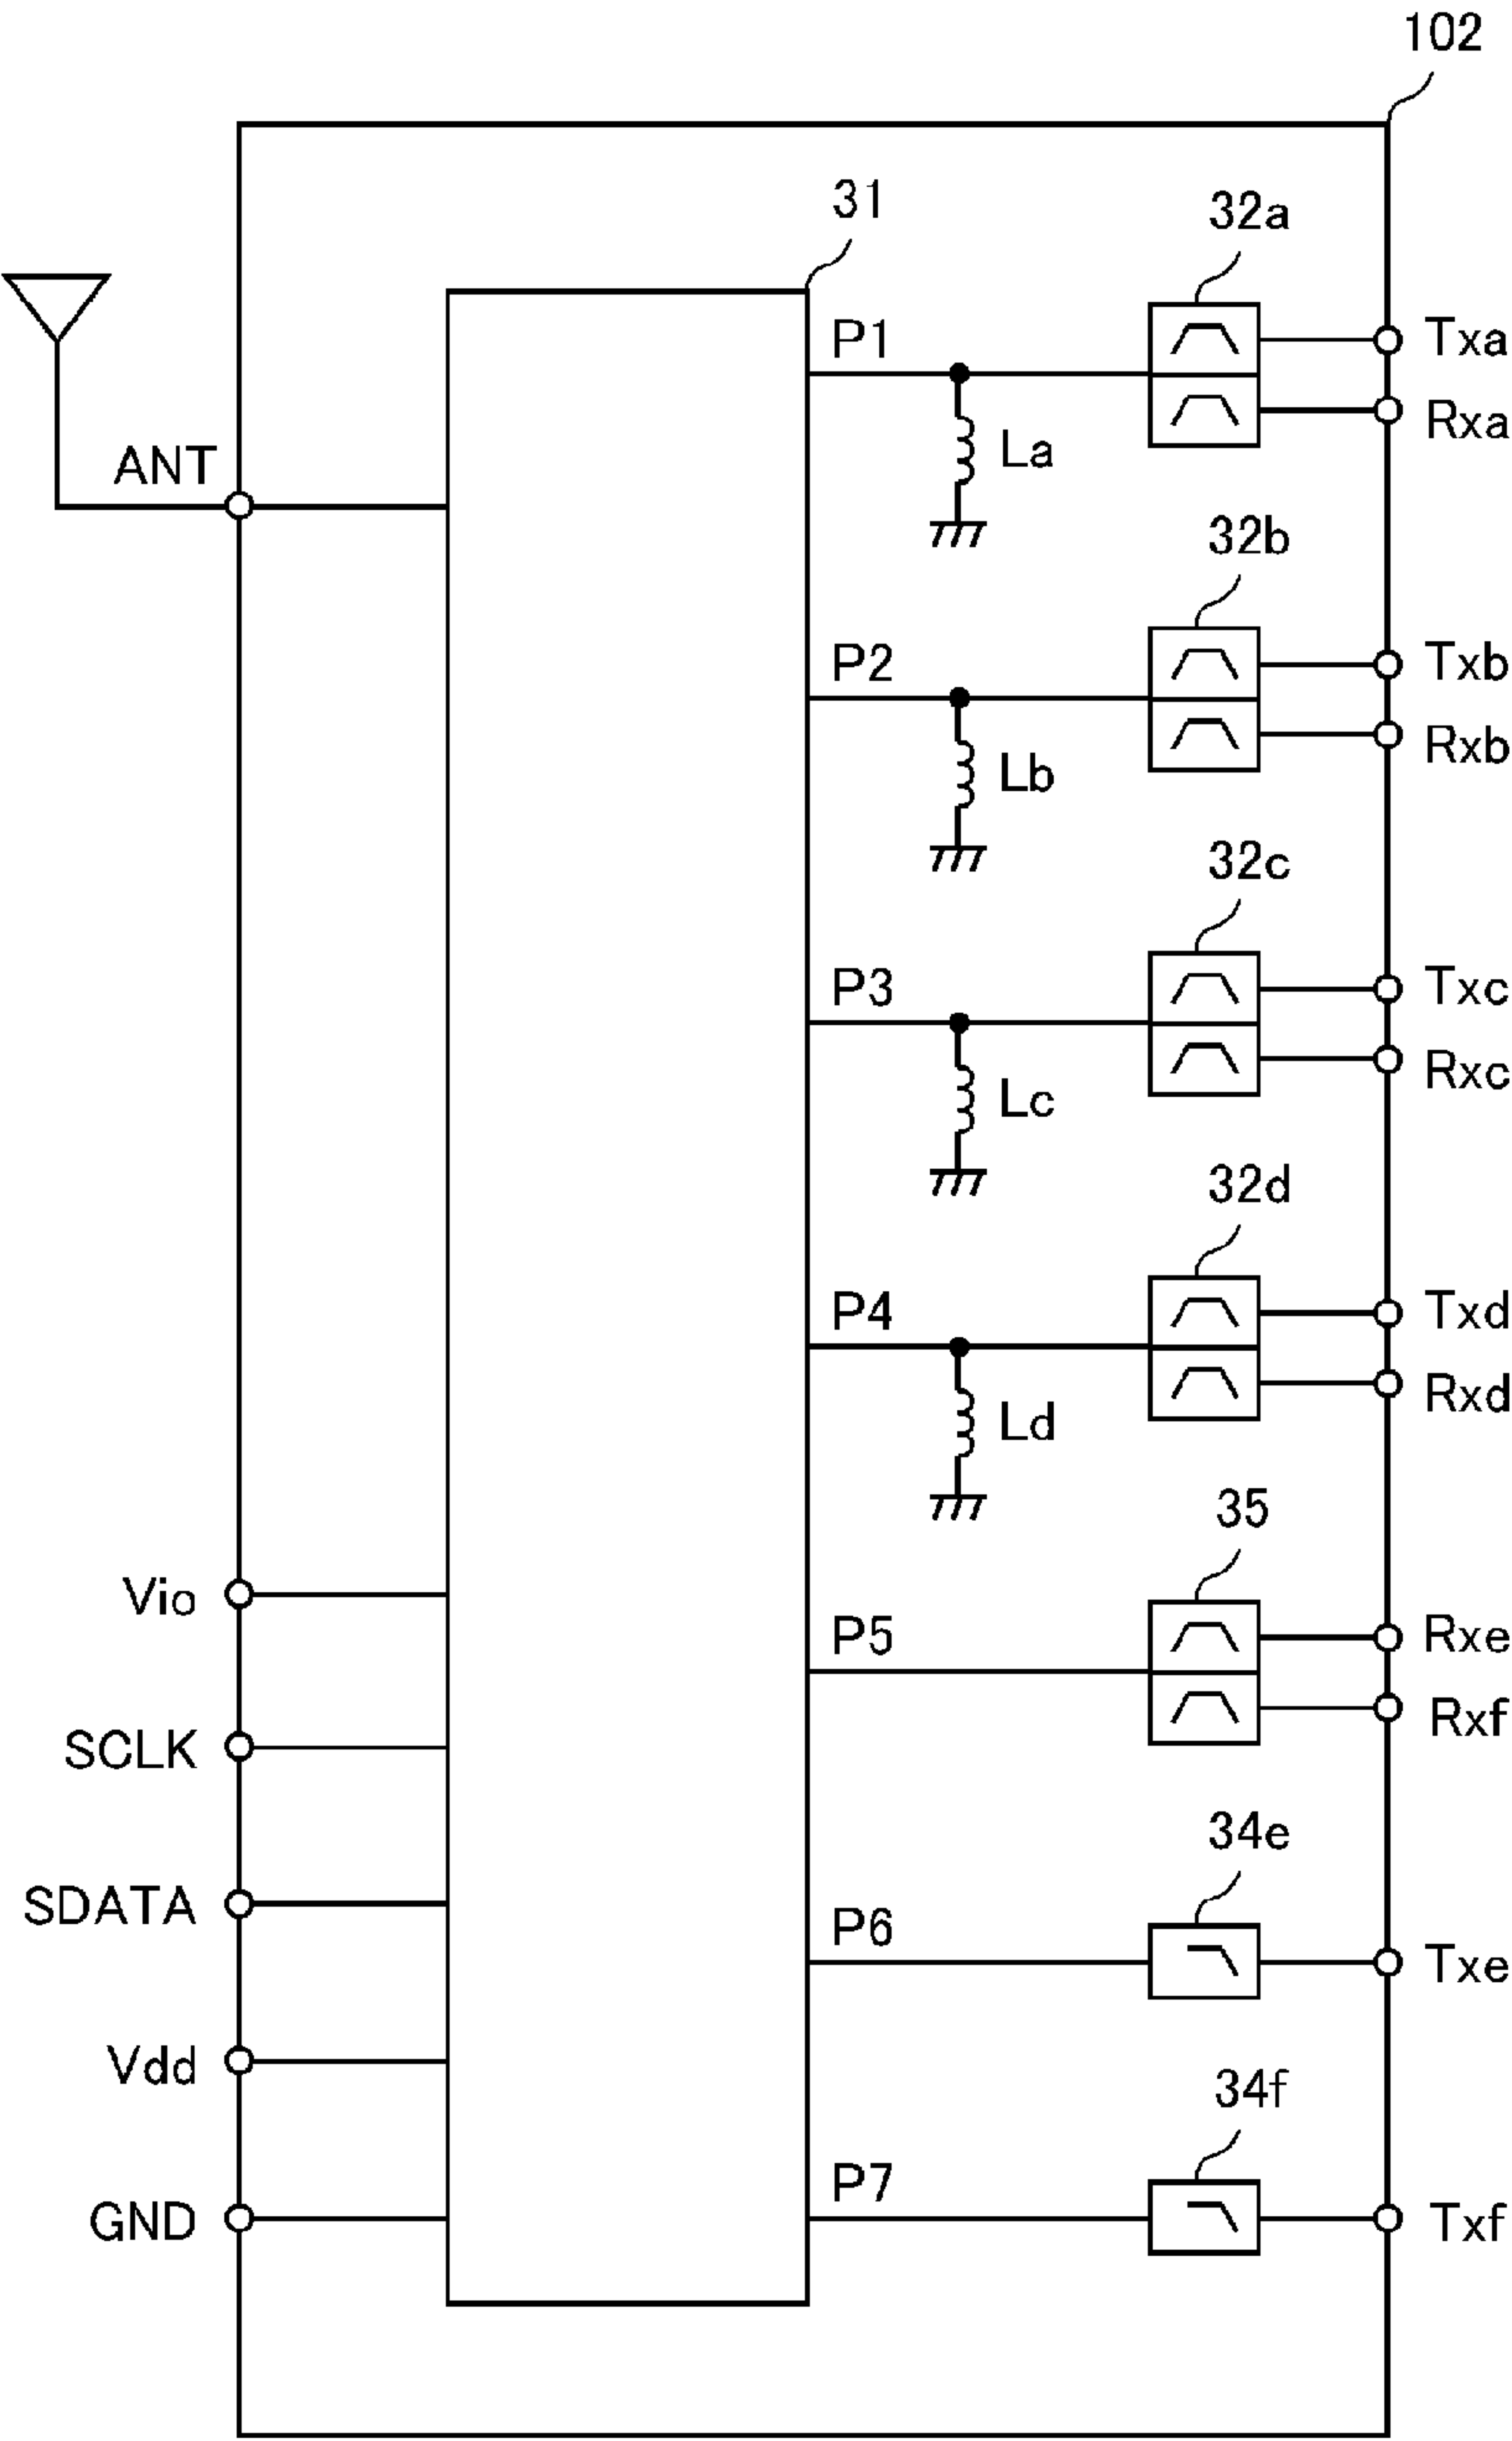 102
31
32a
P1
Txa
Rxa
La
ANT
32b
P2
Txb
Rxb
Lb
32c
P3
Txc
Rxc
Lc
32d
P4
Txd
Rxd
Ld
35
Vio
P5
Rxe
Rxf
SCLK
34e
SDATA
P6
Txe
Vdd
34f
P7
GND
Txf